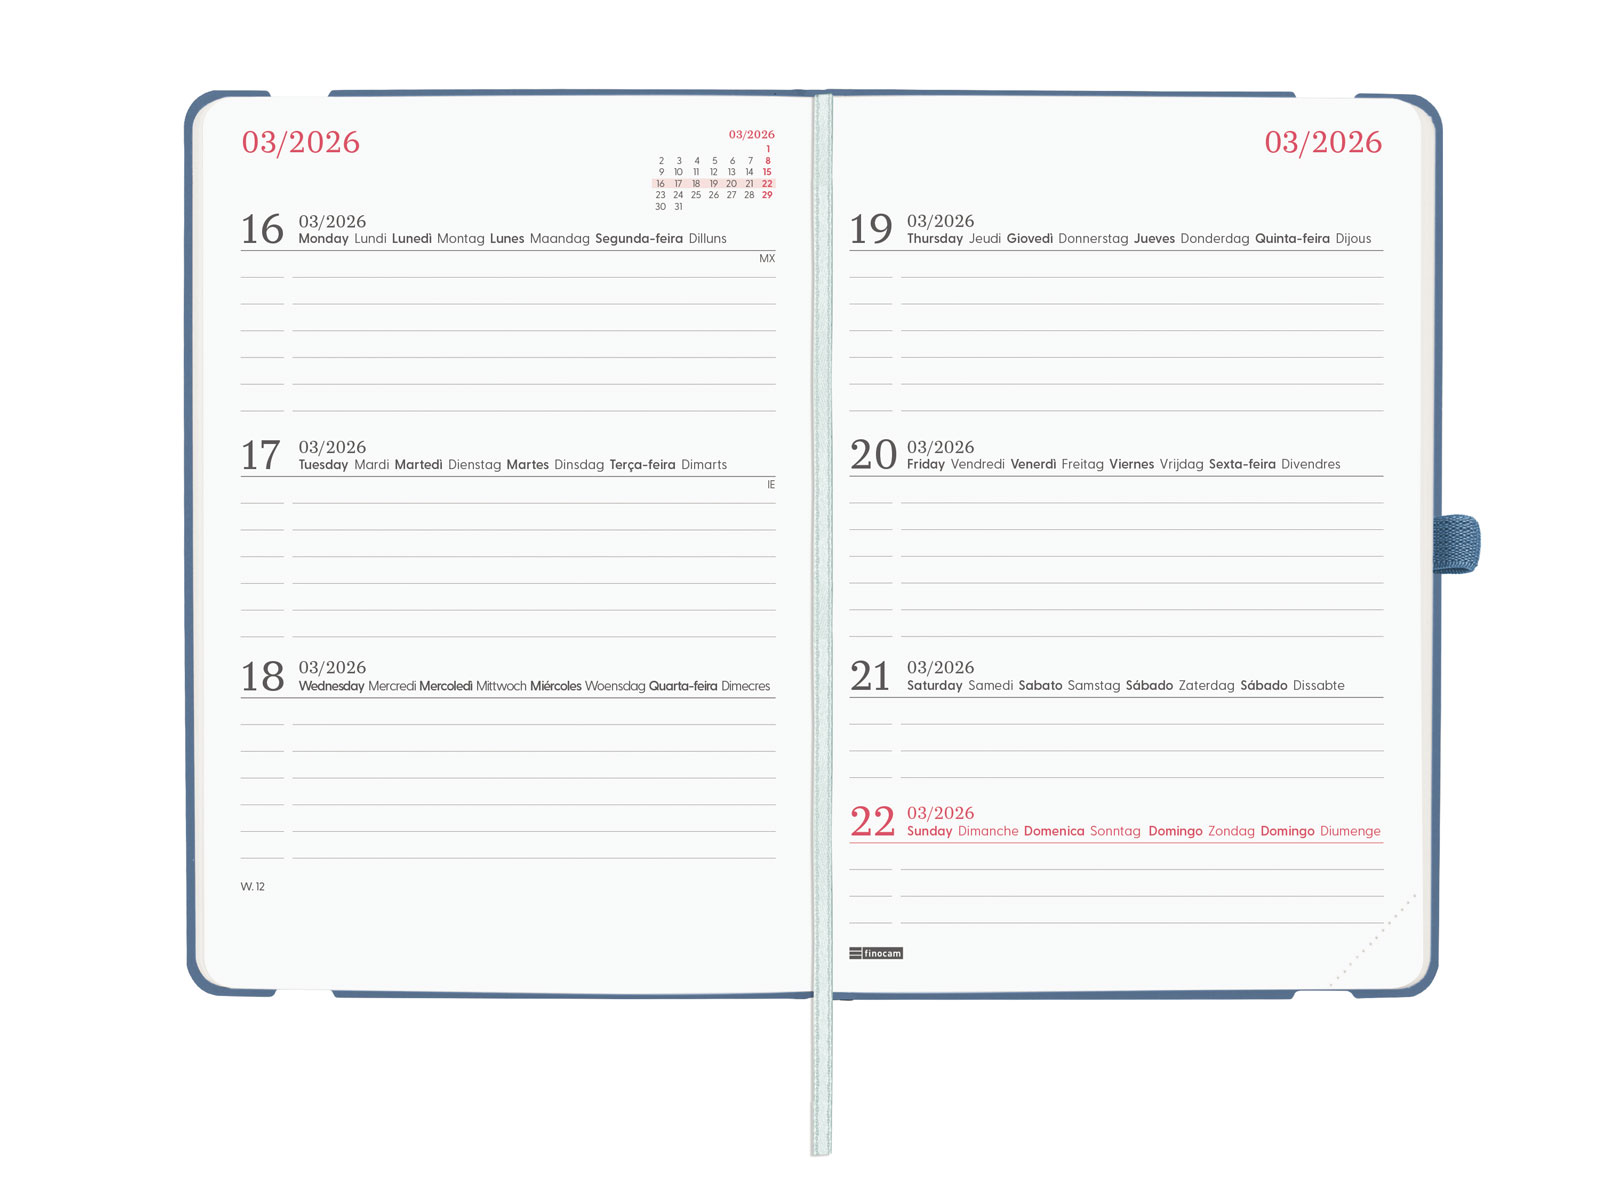 03/2026
03/2026
1
2 3 4 5 6 7 8
9 10 11 12 13 14 15
16 17 18 19 20 21 22
23 24 25 26 27 28 29
30 31
16 03/2026
Monday Lundi Lunedì Montag Lunes Maandag Segunda-feira Dilluns
MX
17 03/2026
Tuesday Mardi Martedì Dienstag Martes Dinsdag Terça-feira Dimarts
IE
18 03/2026
Wednesday Mercredi Mercoledì Mittwoch Miércoles Woensdag Quarta-feira Dimecres
W. 12
03/2026
19 03/2026
Thursday Jeudi Giovedì Donnerstag Jueves Donderdag Quinta-feira Dijous
20 03/2026
Friday Vendredi Venerdì Freitag Viernes Vrijdag Sexta-feira Divendres
21 03/2026
Saturday Samedi Sabato Samstag Sábado Zaterdag Sábado Dissabte
22 03/2026
Sunday Dimanche Domenica Sonntag Domingo Zondag Domingo Diumenge
finocam